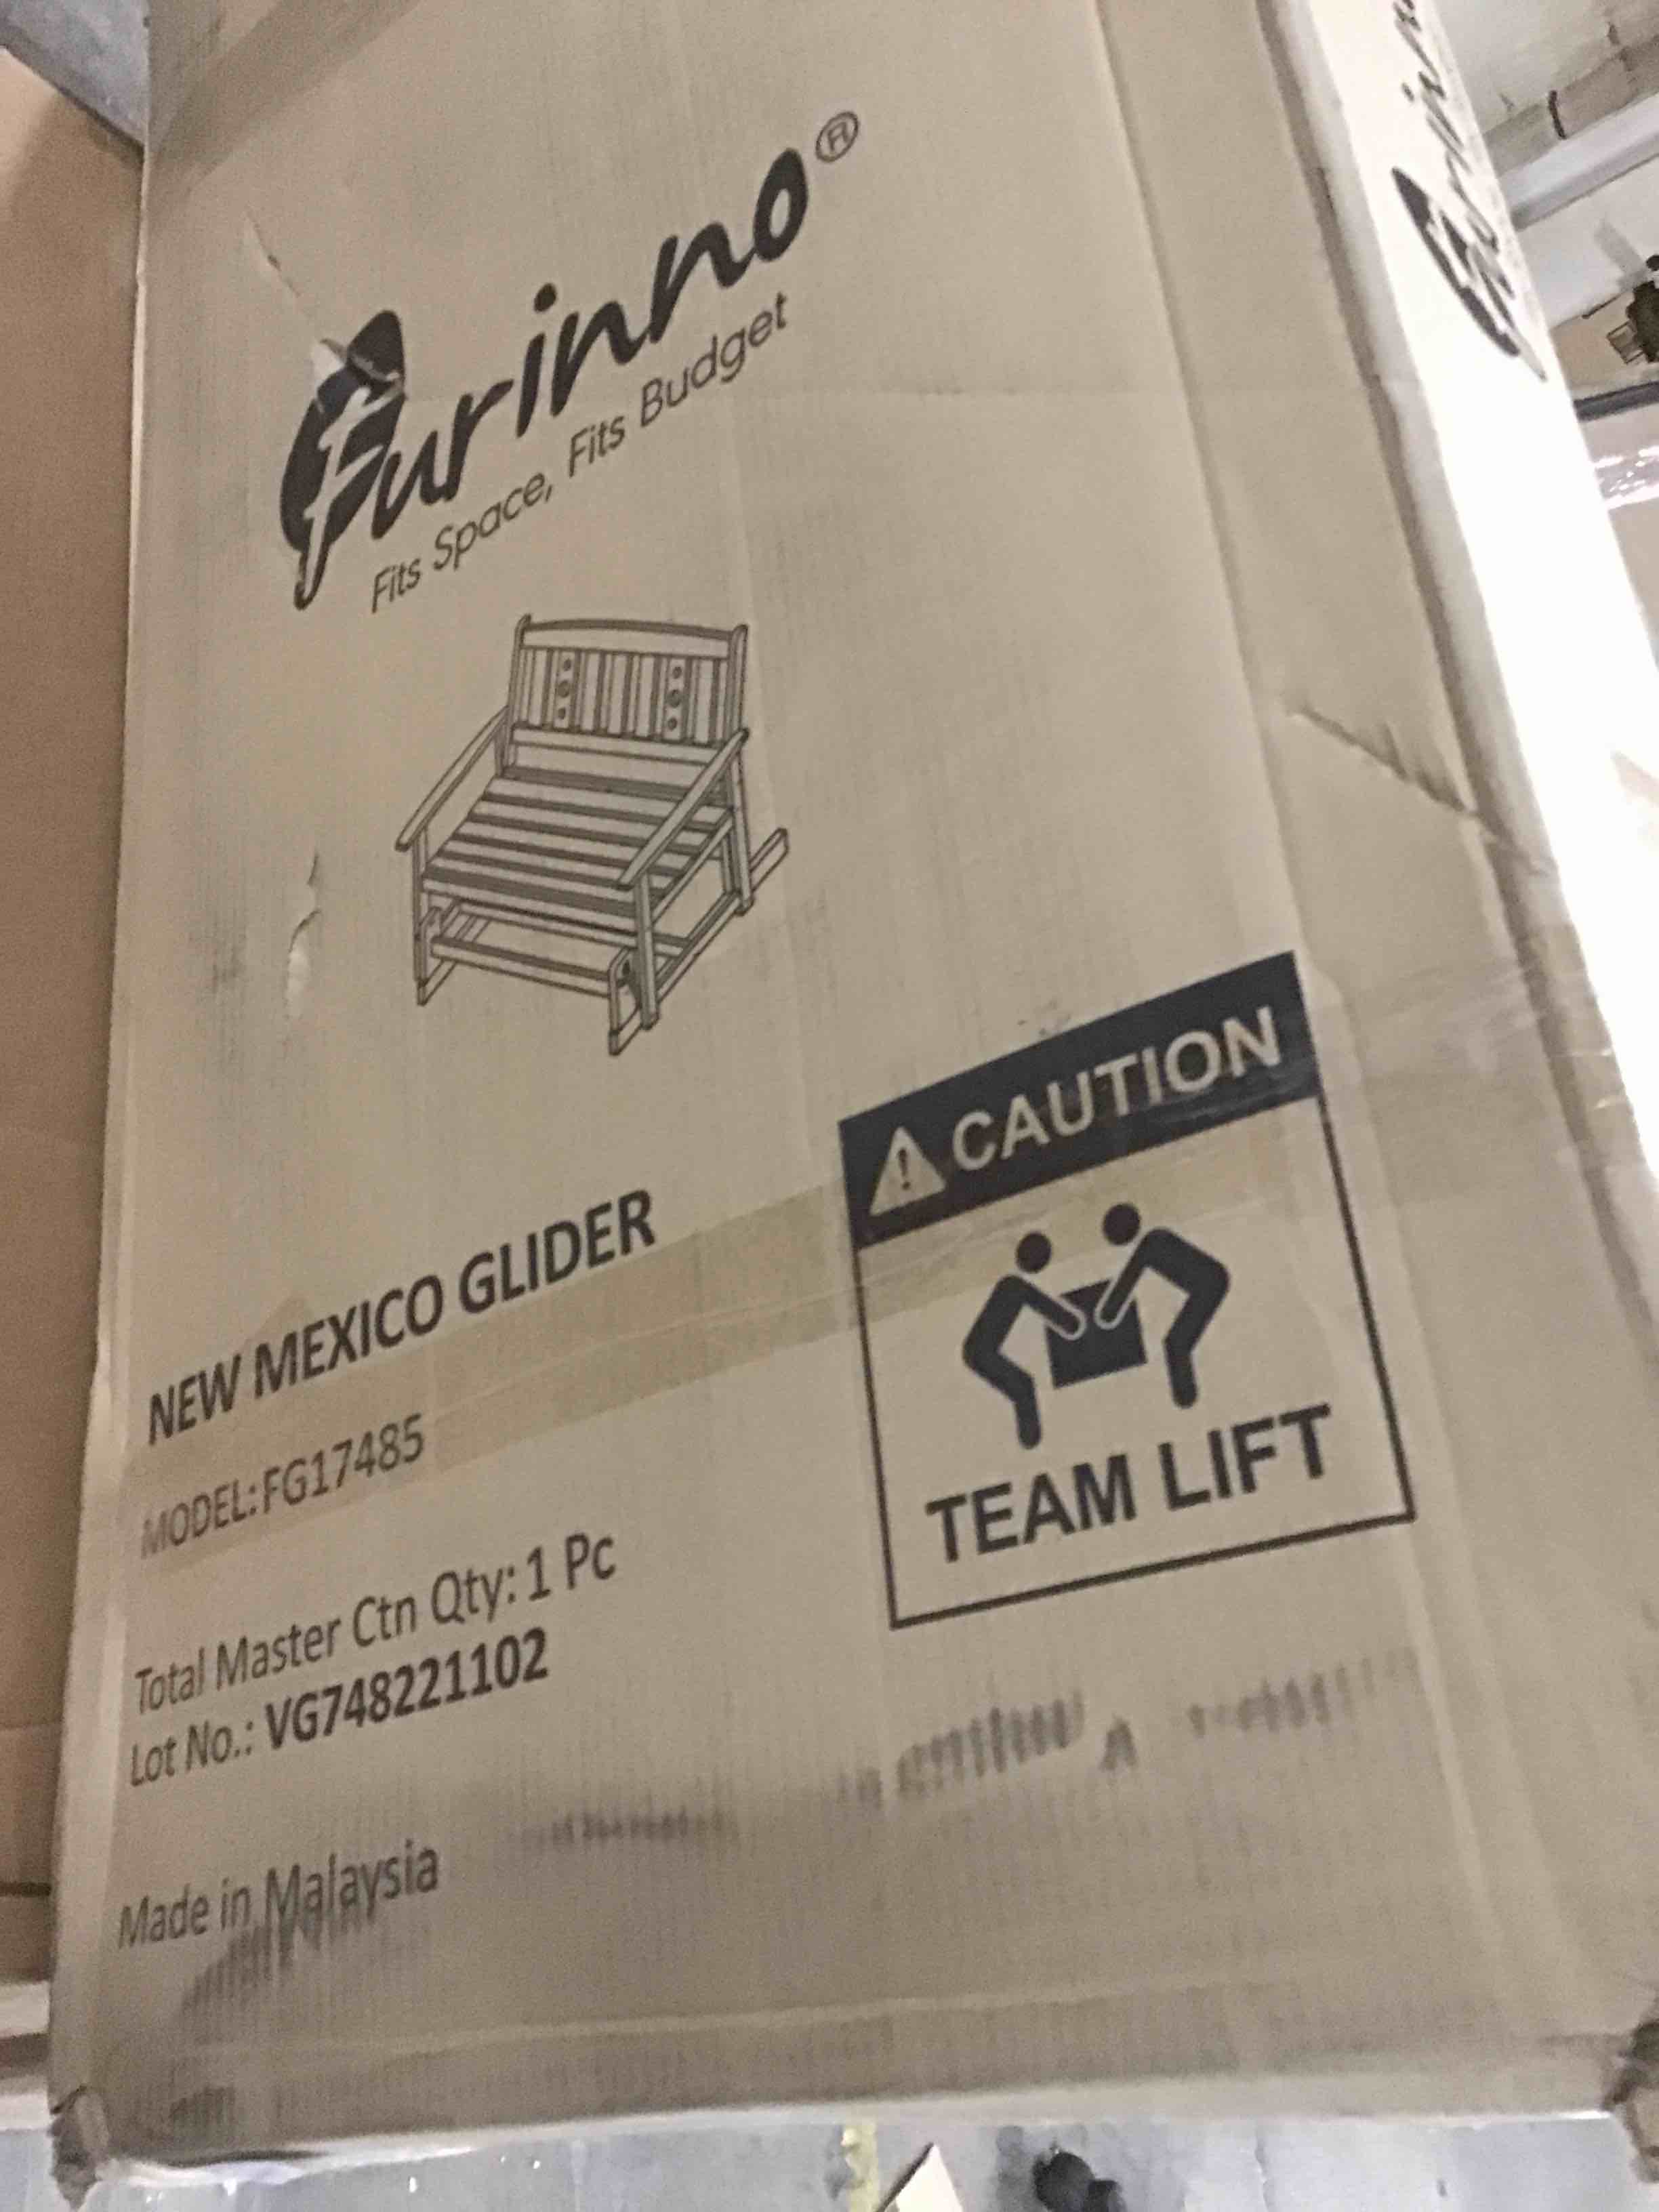 Furinno®
Fits Space, Fits Budget
Furinn
CAUTION
TEAM LIFT
NEW MEXICO GLIDER
MODEL:FG17485
Total Master Ctn Qty: 1 Pc
Lot No.: VG748221102
Made in Malaysia